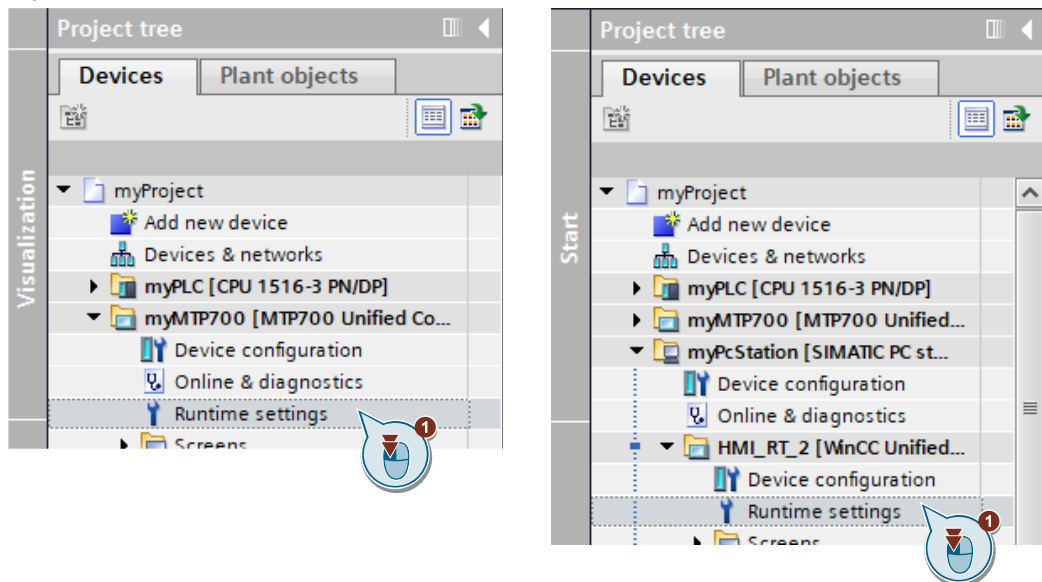 Project tree
Devices
Plant objects
Visualization
myProject
Add new device
Devices & networks
myPLC [CPU 1516-3 PN/DP]
myMTP700 [MTP700 Unified Co...
Device configuration
Online & diagnostics
Runtime settings
1
Screens
Project tree
Devices
Plant objects
Start
myProject
Add new device
Devices & networks
myPLC [CPU 1516-3 PN/DP]
myMTP700 [MTP700 Unified...
myPcStation [SIMATIC PC st...
Device configuration
Online & diagnostics
HMI_RT_2 [WinCC Unified...
Device configuration
Runtime settings
1
Screens